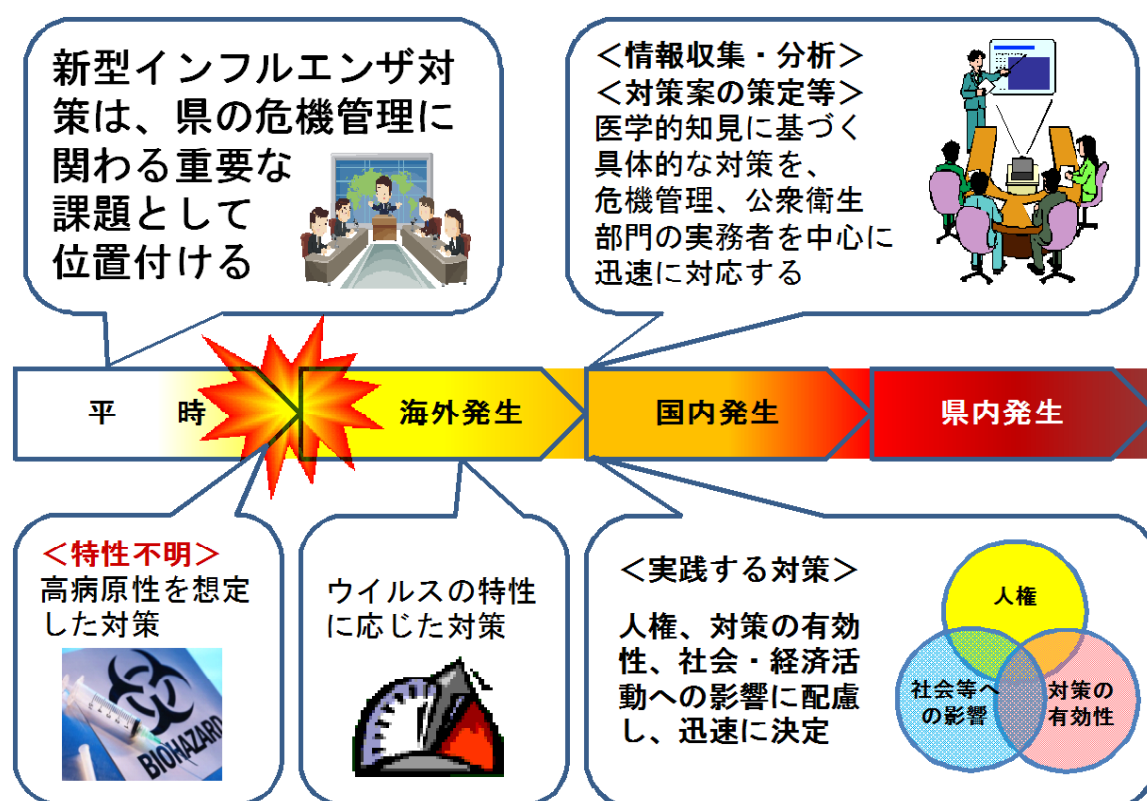 新型インフルエンザ対
策は、県の危機管理に
関わる重要な
課題として
位置付ける
＜情報収集・分析＞
＜対策案の策定等＞
医学的知見に基づく
具体的な対策を、
危機管理、公衆衛生
部門の実務者を中心に
迅速に対応する
平　時
海外発生
国内発生
県内発生
＜特性不明＞
高病原性を想定
した対策
BIOHAZARD
ウイルスの特性
に応じた対策
＜実践する対策＞
人権、対策の有効
性、社会・経済活
動への影響に配慮
し、迅速に決定
人権
社会等へ
の影響
対策の
有効性